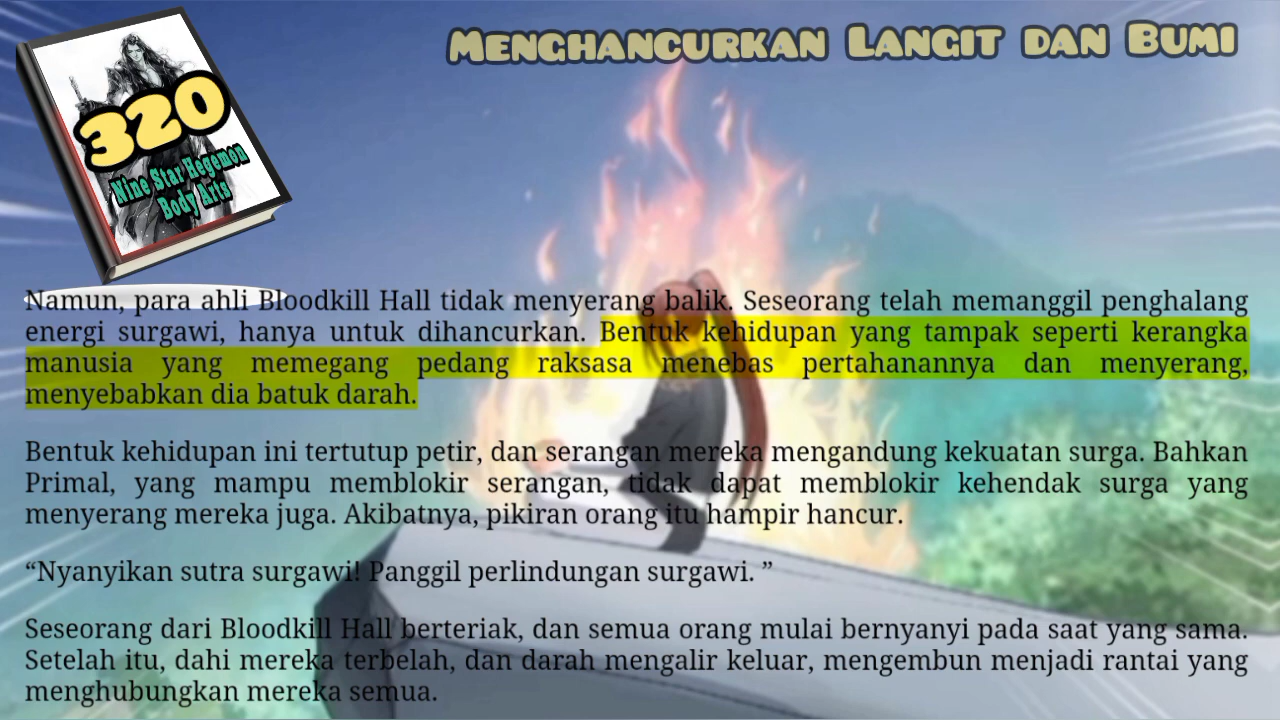 Menghancurkan Langit dan Bumi
320
Nine Star Hegemon
Body Arts
Namun, para ahli Bloodkill Hall tidak menyerang balik. Seseorang telah memanggil penghalang
energi surgawi, hanya untuk dihancurkan. Bentuk kehidupan yang tampak seperti kerangka
manusia yang memegang pedang raksasa menebas pertahanannya dan menyerang,
menyebabkan dia batuk darah.
Bentuk kehidupan ini tertutup petir, dan serangan mereka mengandung kekuatan surga. Bahkan
Primal, yang mampu memblokir serangan, tidak dapat memblokir kehendak surga yang
menyerang mereka juga. Akibatnya, pikiran orang itu hampir hancur.
“Nyanyikan sutra surgawi! Panggil perlindungan surgawi. ”
Seseorang dari Bloodkill Hall berteriak, dan semua orang mulai bernyanyi pada saat yang sama.
Setelah itu, dahi mereka terbelah, dan darah mengalir keluar, mengembun menjadi rantai yang
menghubungkan mereka semua.